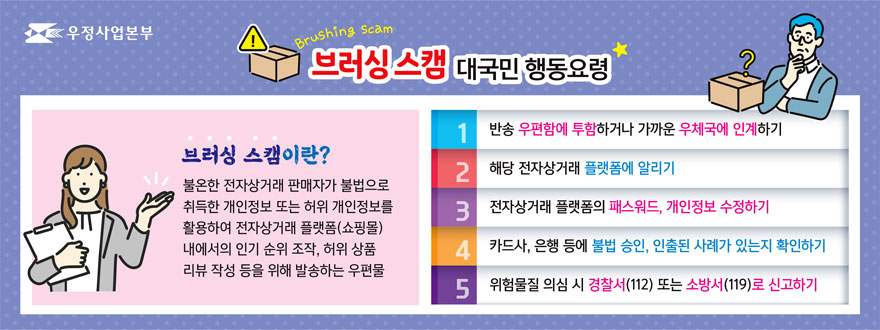 우정사업본부
Brushing scam
브러싱 스캠 대국민 행동요령
브러싱 스캠이란?
불온한 전자상거래 판매자가 불법으로
취득한 개인정보 또는 허위 개인정보를
활용하여 전자상거래 플랫폼(쇼핑몰)
내에서의 인기 순위 조작, 허위 상품
리뷰 작성 등을 위해 발송하는 우편물
1 반송 우편함에 투함하거나 가까운 우체국에 인계하기
2 해당 전자상거래 플랫폼에 알리기
3 전자상거래 플랫폼의 패스워드, 개인정보 수정하기
4 카드사, 은행 등에 불법 승인, 인출된 사례가 있는지 확인하기
5 위험물질 의심 시 경찰서(112) 또는 소방서(119)로 신고하기